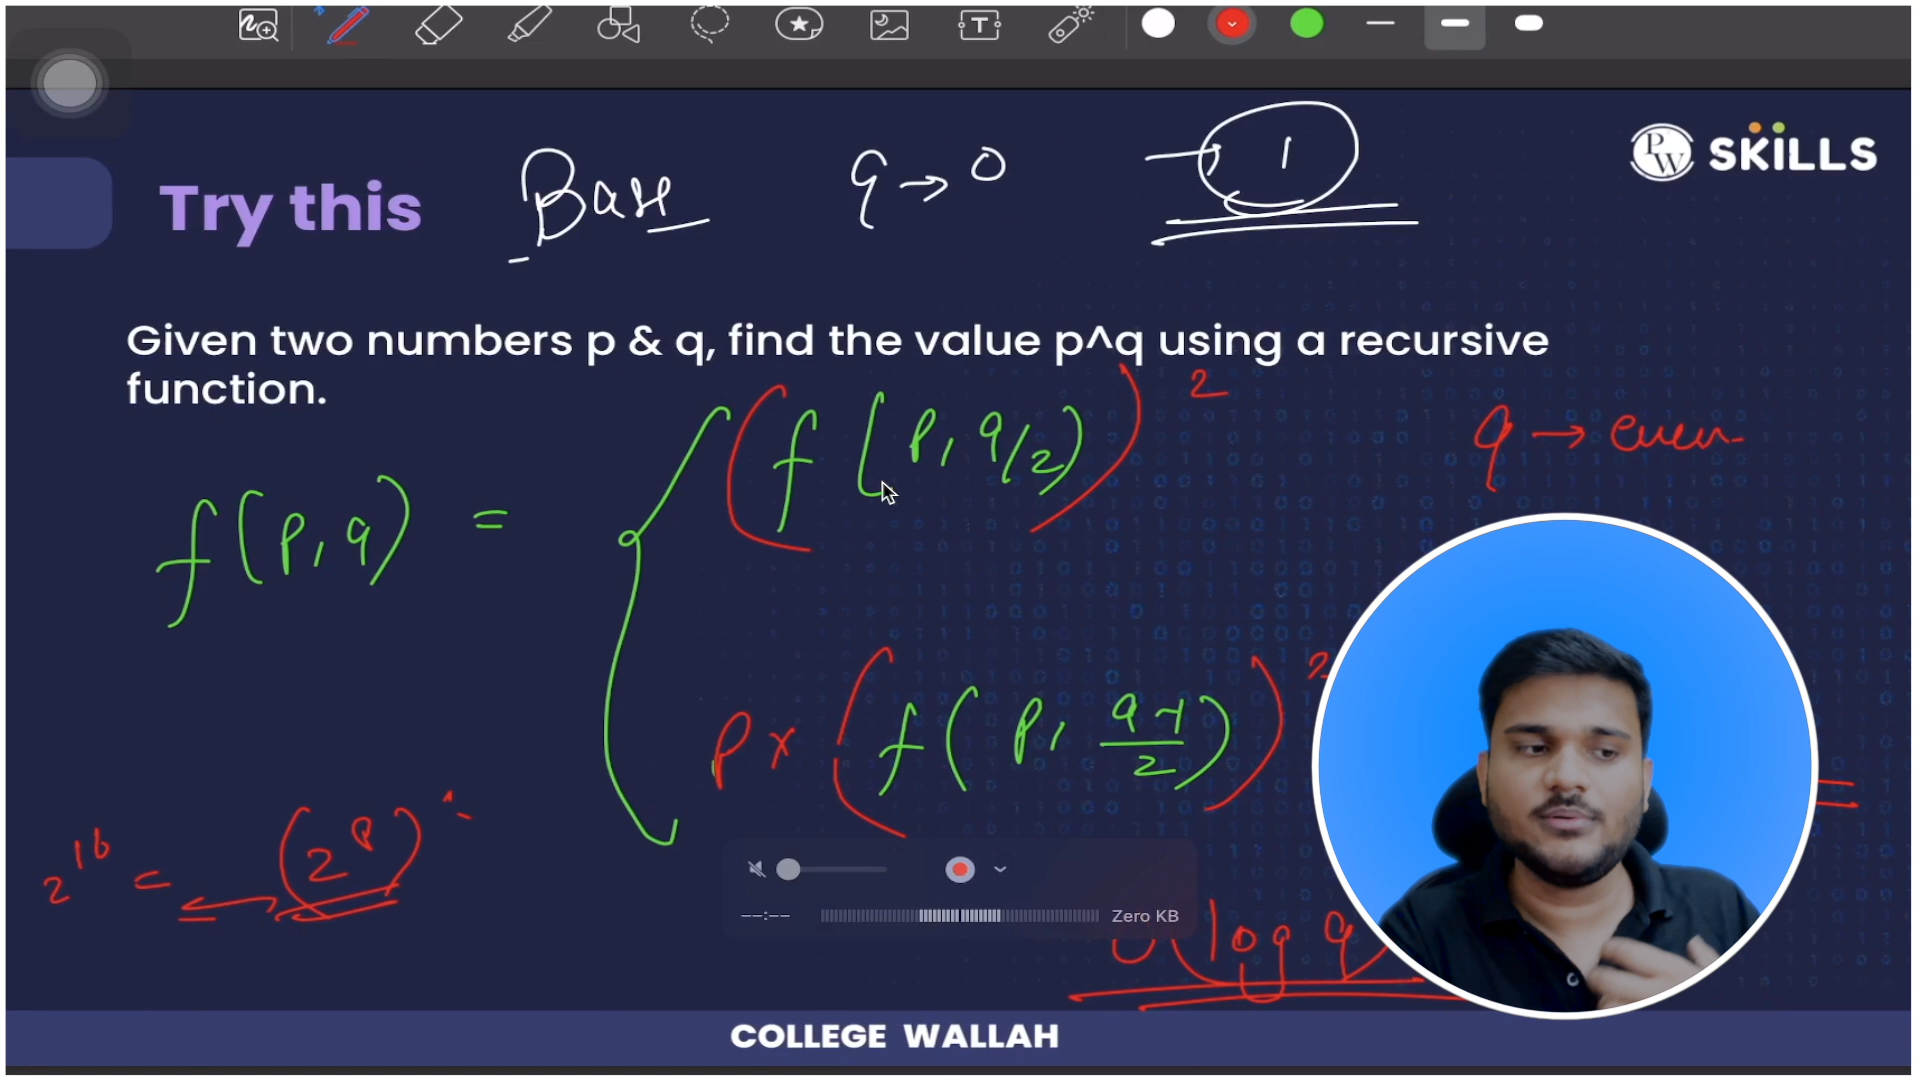 PW SKILLS
Try this
Base q → 0 → 1
Given two numbers p & q, find the value p^q using a recursive
function.
f(p, q) =
(f(p, q/2))^2 q → even
p x (f(p, (q-1)/2))^2
2^16 = (2^8)
--:-- Zero KB
log q
COLLEGE WALLAH